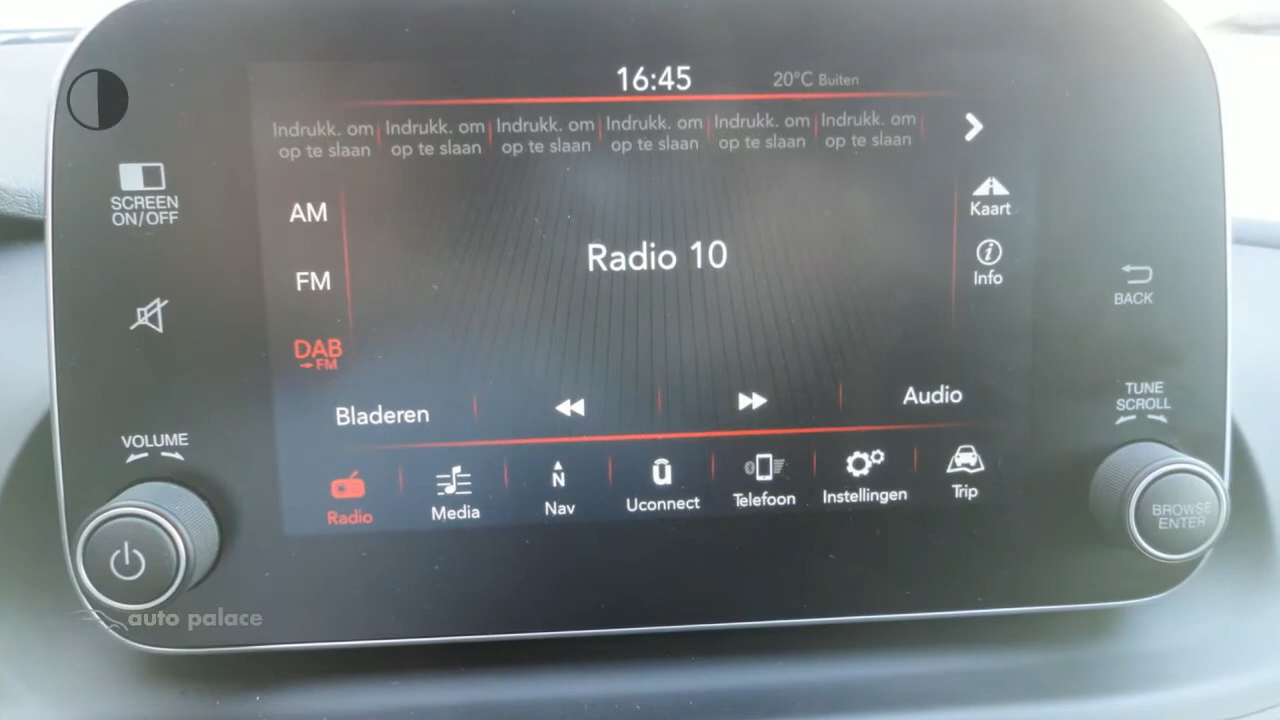 16:45
20°C Buiten
Indrukk. om
op te slaan
Indrukk. om
op te slaan
Indrukk. om
op te slaan
Indrukk. om
op te slaan
Indrukk. om
op te slaan
Indrukk. om
op te slaan
SCREEN
ON/OFF
AM
FM
DAB
FM
Radio 10
Kaart
Info
BACK
TUNE
SCROLL
Bladeren
Audio
VOLUME
Radio
Media
N
Nav
Uconnect
Telefoon
Instellingen
Trip
BROWSE
ENTER
auto palace